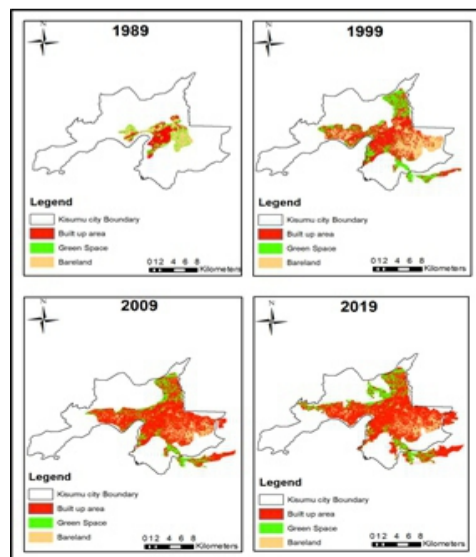 1989
N
Legend
Kisumu city Boundary
Built up area
Green Space
Bareland
0 1 2 4 6 8
Kilometers
1999
N
Legend
Kisumu city Boundary
Built up area
Green Space
Bareland
0 1 2 4 6 8
Kilometers
2009
N
Legend
Kisumu city Boundary
Built up area
Green Space
Bareland
0 1 2 4 6 8
Kilometers
2019
N
Legend
Kisumu city Boundary
Built up area
Green Space
Bareland
0 1 2 4 6 8
Kilometers